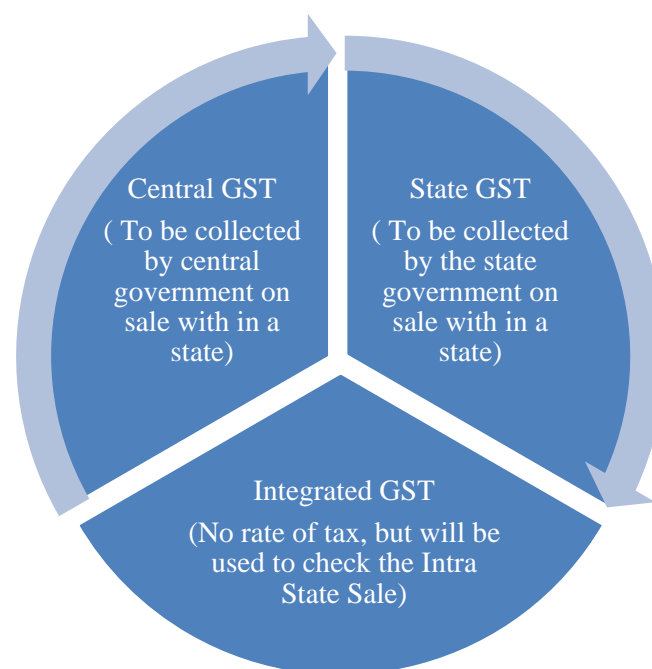 Central GST
( To be collected
by central
government on
sale with in a
state)
State GST
( To be collected
by the state
government on
sale with in a
state)
Integrated GST
(No rate of tax, but will be
used to check the Intra
State Sale)